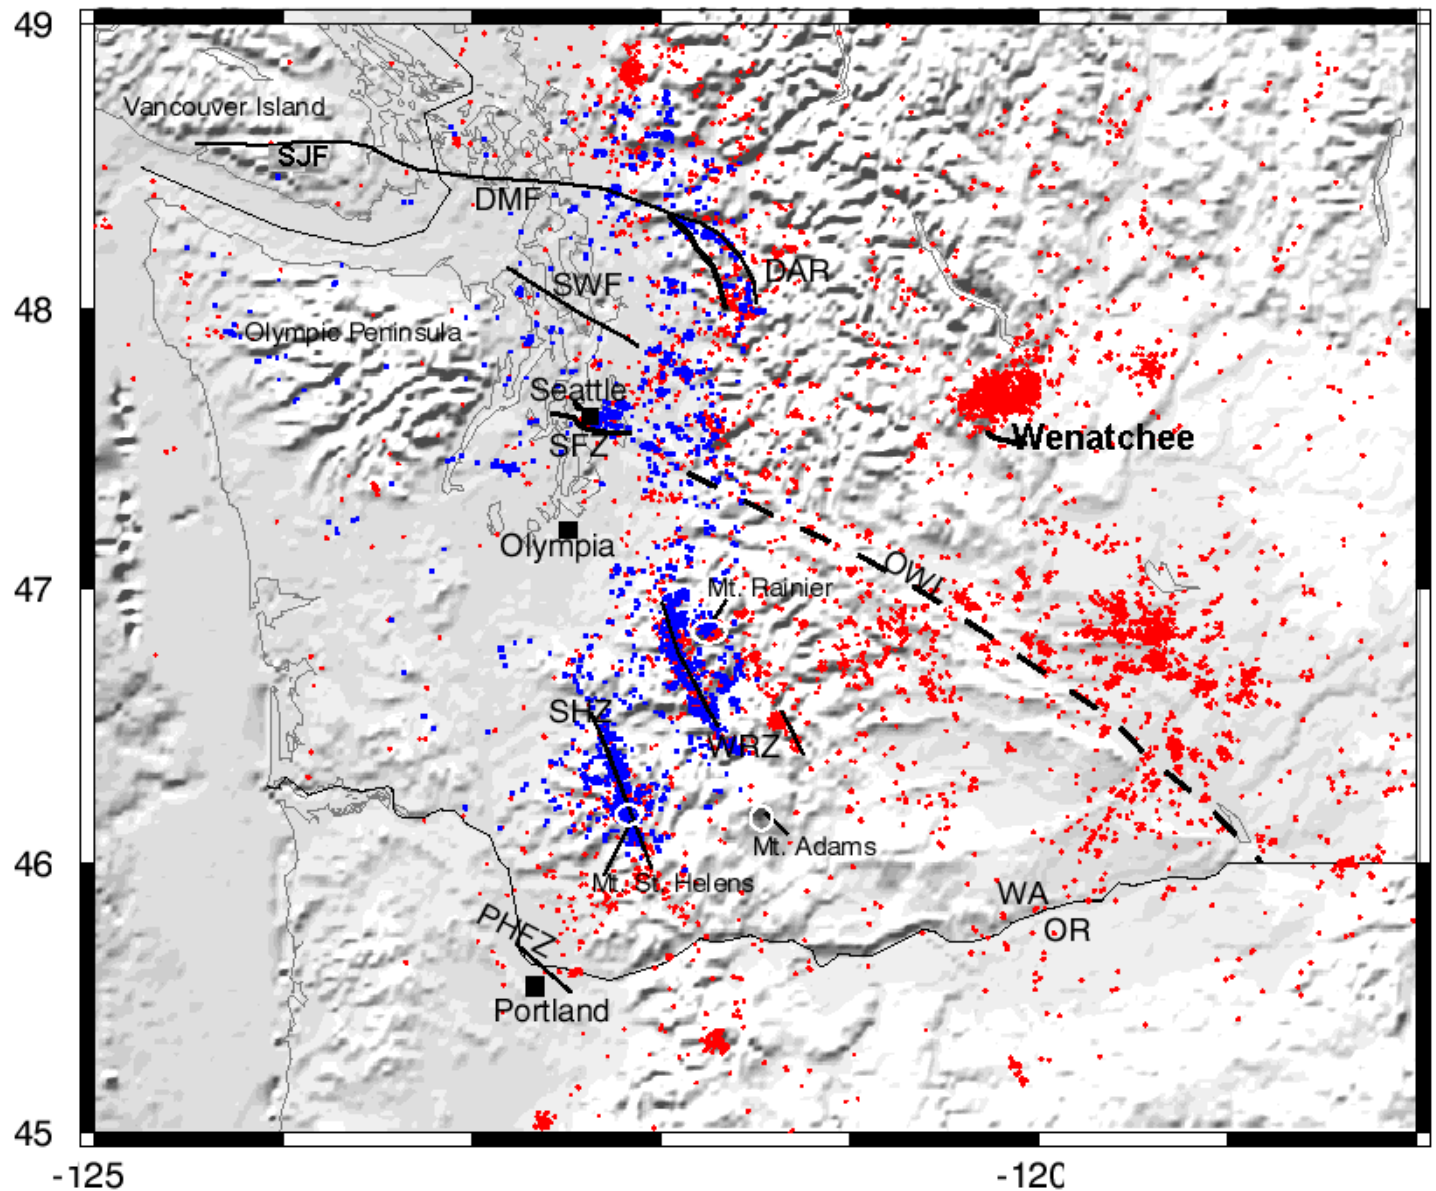 49
Vancouver Island
SJF
DMF
DAR
SWF
48
Olympic Peninsula
Seattle
SFZ
Wenatchee
Olympia
OWL
47
Mt. Rainier
SHZ
WRZ
Mt. Adams
46
Mt. St. Helens
WA
PHFZ
OR
Portland
45
-125
-120